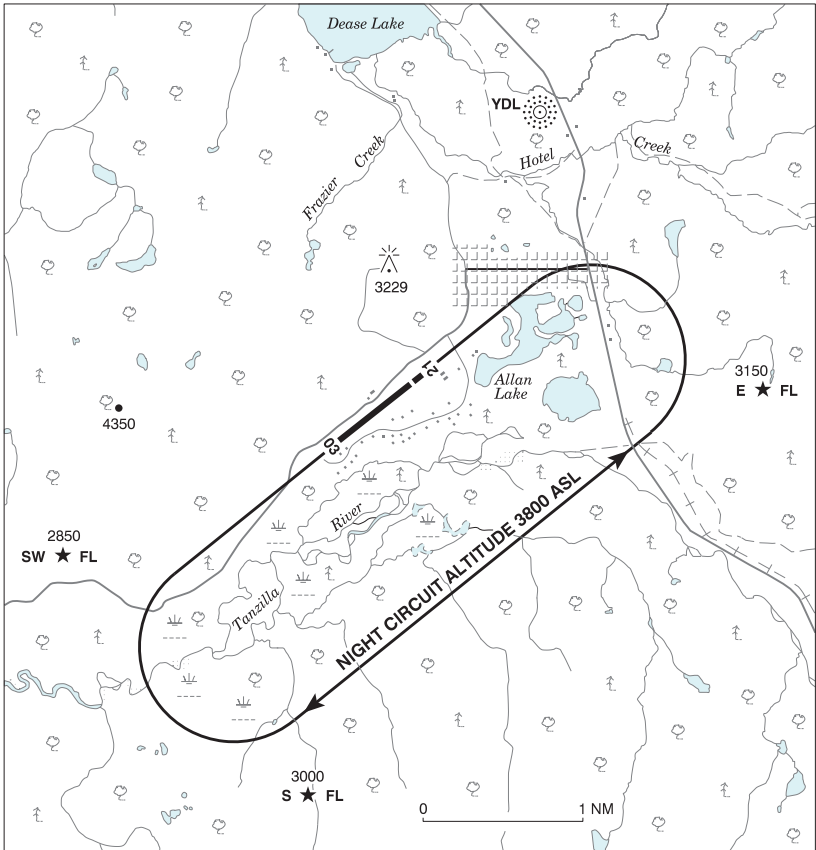 Dease Lake
YDL
Hotel
Creek
Frazier Creek
3229
Allan
Lake
3150
E FL
21
4350
03
2850
SW FL
River
Tanzilla
NIGHT CIRCUIT ALTITUDE 3800 ASL
3000
S FL
0
1 NM